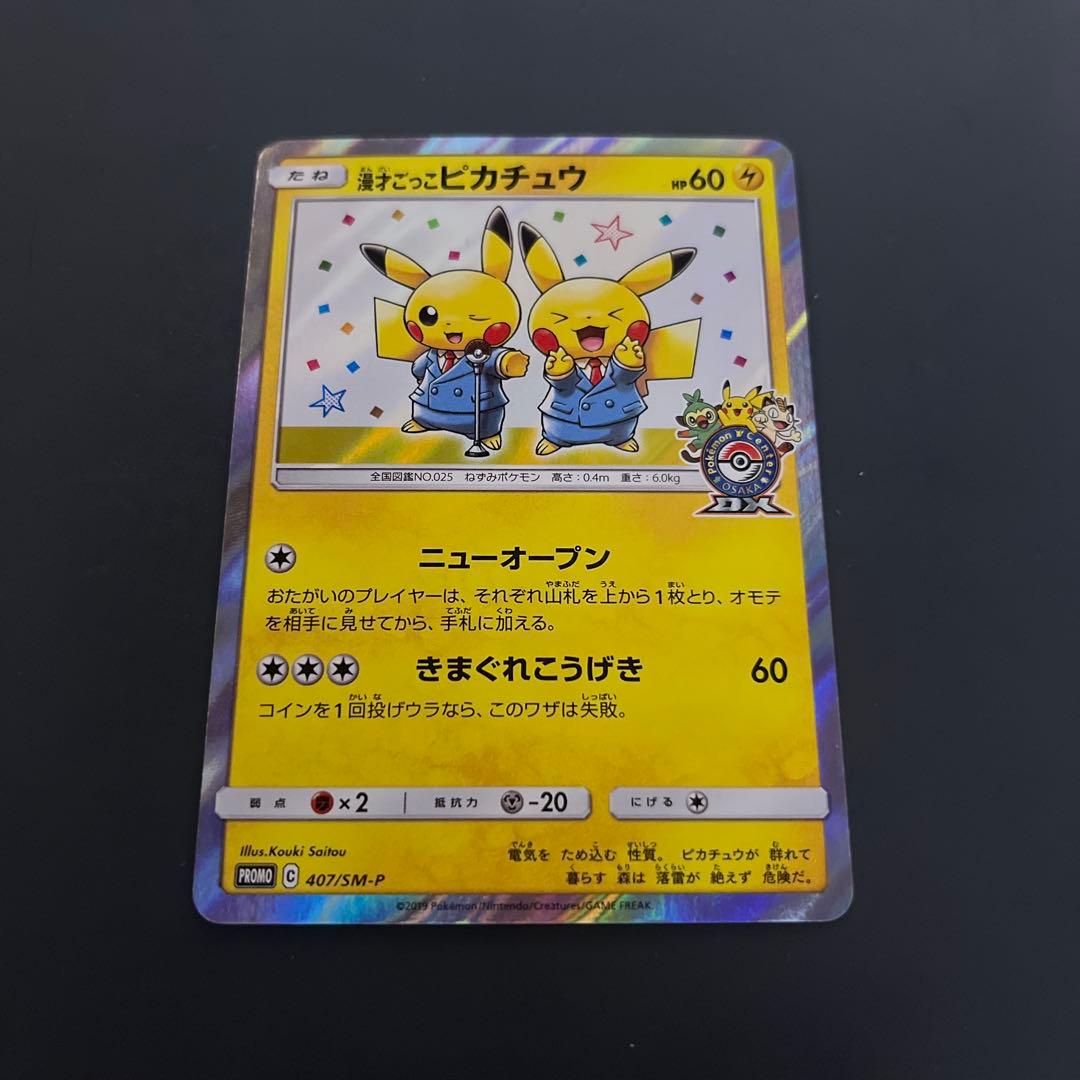 たね
漫才ごっこピカチュウ
HP60
Pokémon Center
OSAKA
DX
全国図鑑NO.025 ねずみポケモン 高さ:0.4m 重さ:6.0kg
ニューオープン
おたがいのプレイヤーは、それぞれ山札を上から1枚とり、オモテ
を相手に見せてから、手札に加える。
きまぐれこうげき 60
コインを1回投げウラなら、このワザは失敗。
弱点 ×2 抵抗力 -20 にげる
Illus.Kouki Saitou
電気を ため込む 性質。 ピカチュウが 群れて
暮らす 森は 落雷が 絶えず 危険だ。
PROMO C 407/SM-P
©2019 Pokémon/Nintendo/Creatures/GAME FREAK.